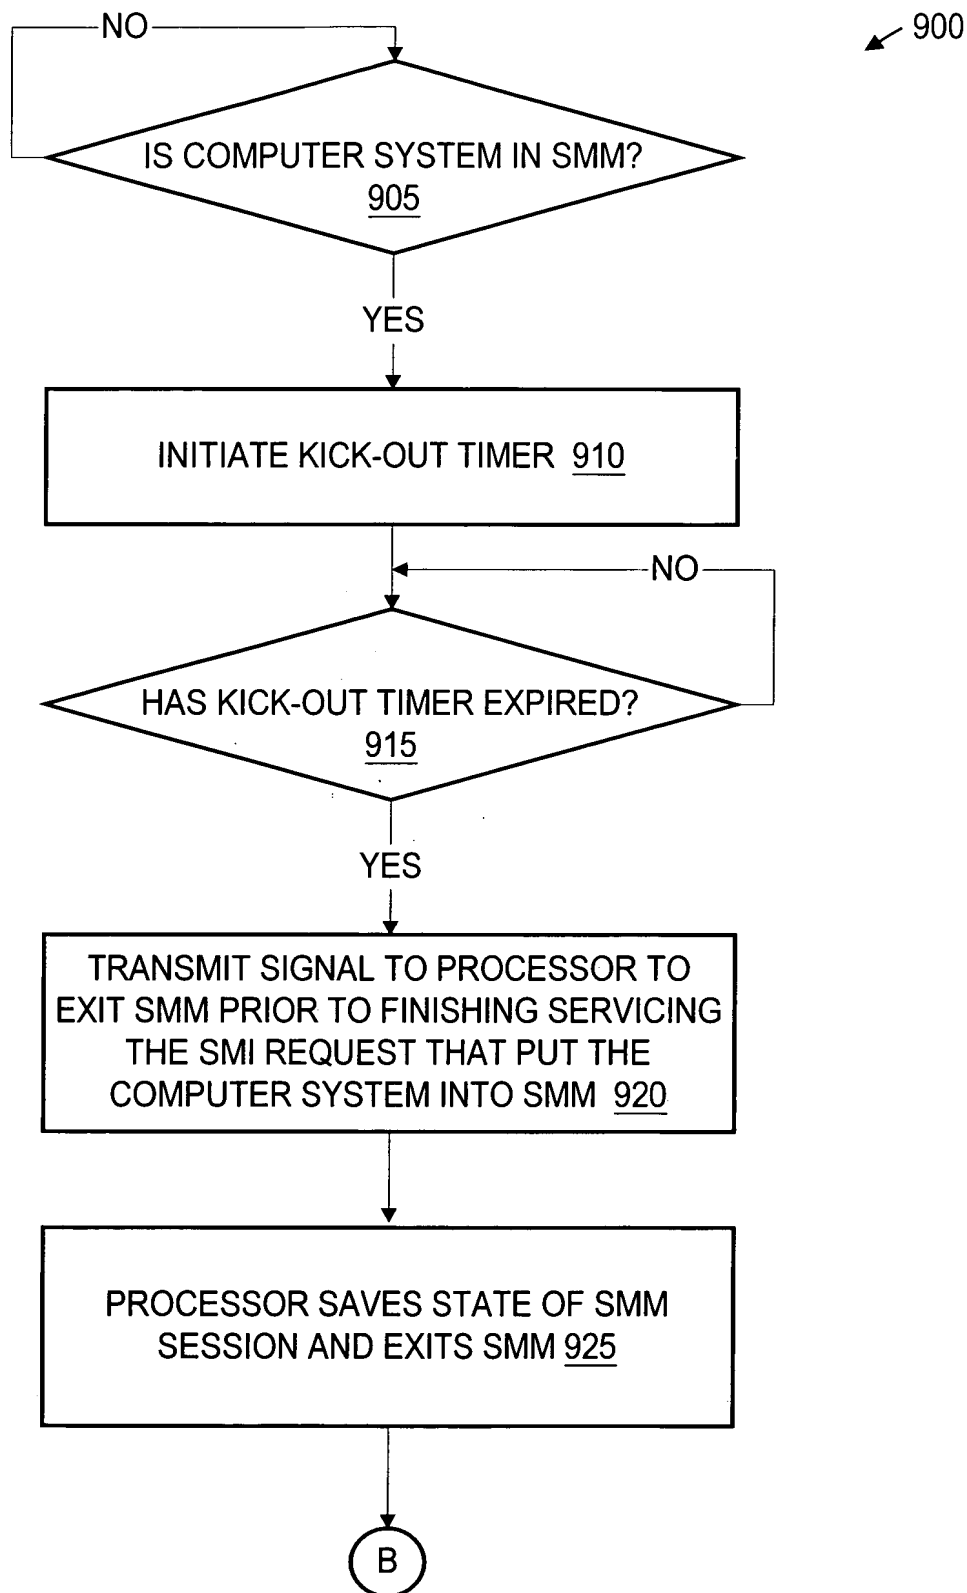 NO
900
IS COMPUTER SYSTEM IN SMM?
905
YES
INITIATE KICK-OUT TIMER 910
NO
HAS KICK-OUT TIMER EXPIRED?
915
YES
TRANSMIT SIGNAL TO PROCESSOR TO
EXIT SMM PRIOR TO FINISHING SERVICING
THE SMI REQUEST THAT PUT THE
COMPUTER SYSTEM INTO SMM 920
PROCESSOR SAVES STATE OF SMM
SESSION AND EXITS SMM 925
B